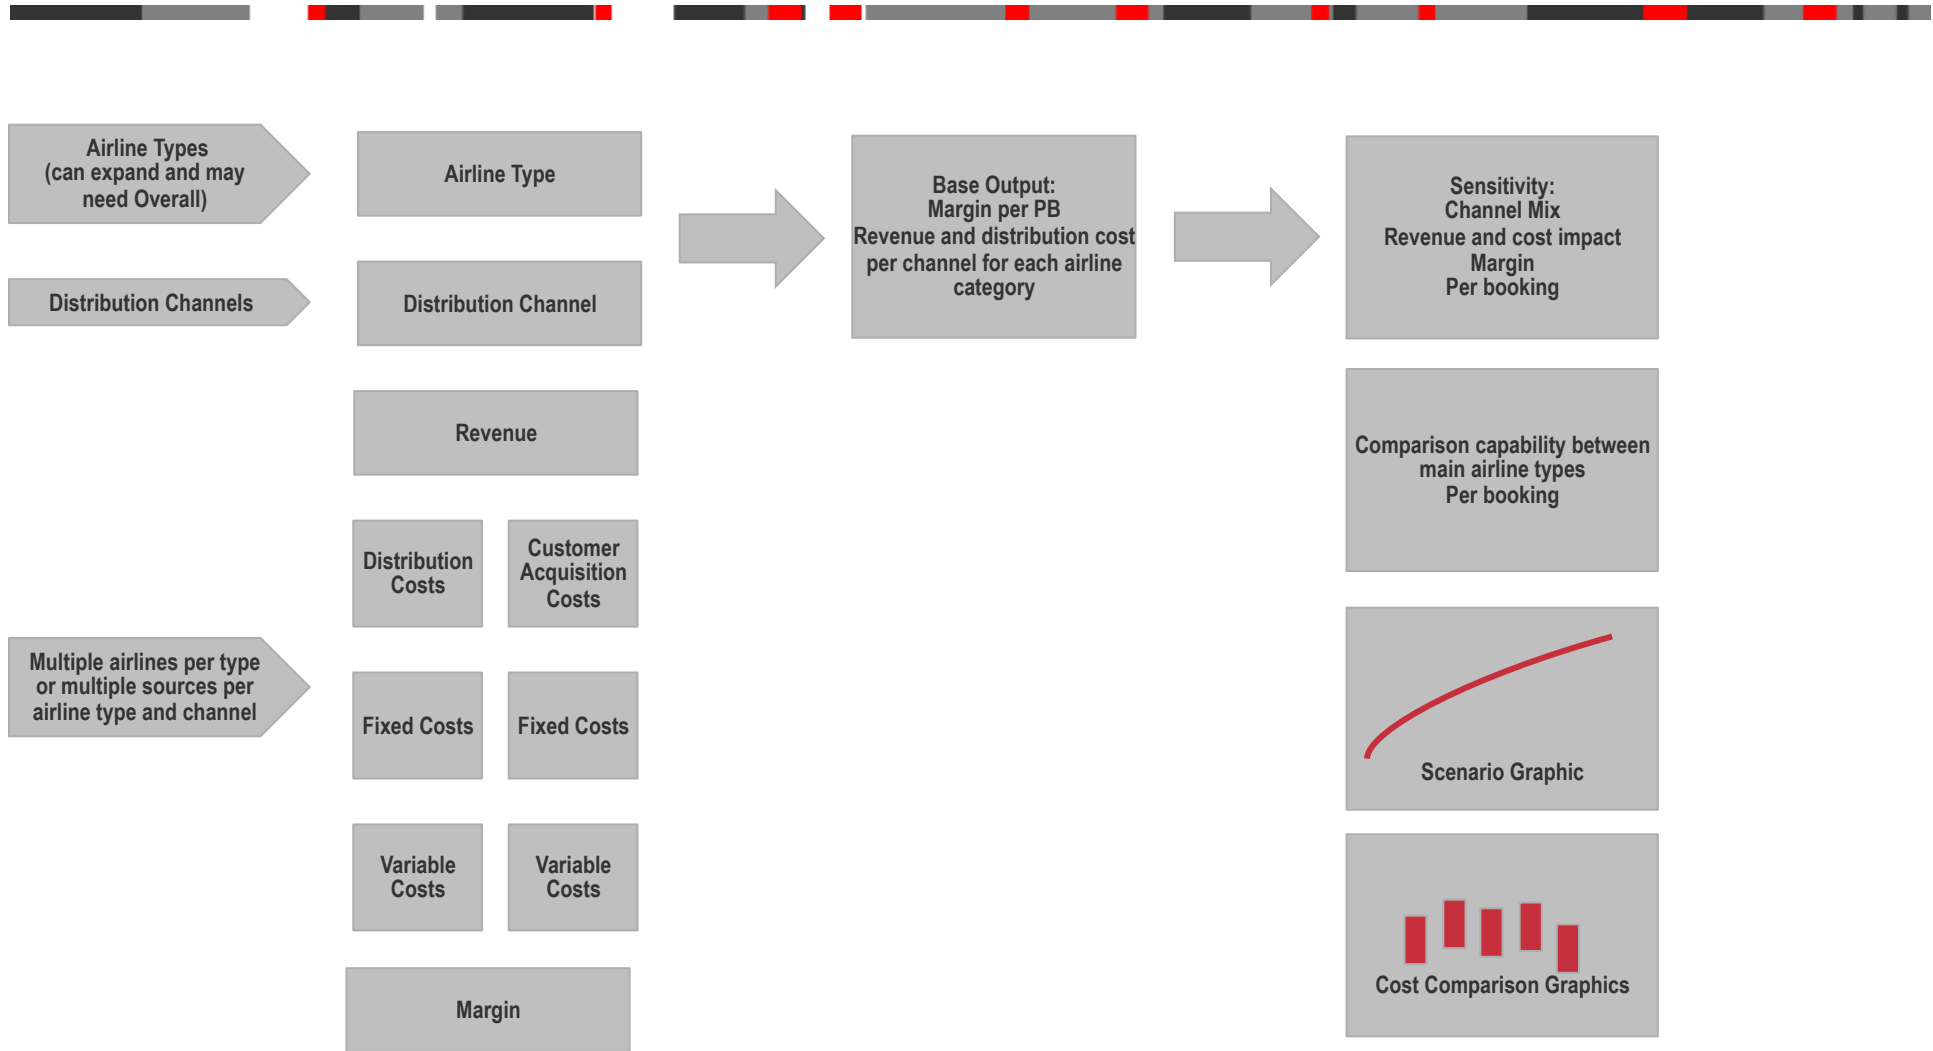 Airline Types
(can expand and may
need Overall)
Distribution Channels
Multiple airlines per type
or multiple sources per
airline type and channel
Airline Type
Distribution Channel
Revenue
Distribution
Costs
Customer
Acquisition
Costs
Fixed Costs
Fixed Costs
Variable
Costs
Variable
Costs
Margin
Base Output:
Margin per PB
Revenue and distribution cost
per channel for each airline
category
Sensitivity:
Channel Mix
Revenue and cost impact
Margin
Per booking
Comparison capability between
main airline types
Per booking
Scenario Graphic
Cost Comparison Graphics